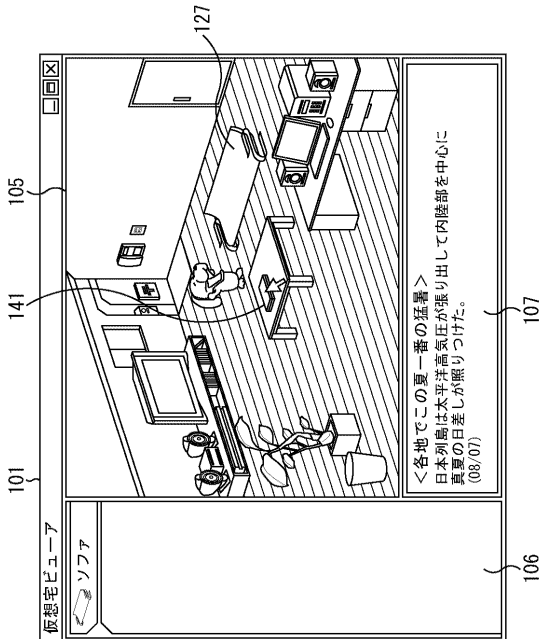 101
105
141
127
仮想宅ビューア
ソファ
<各地でこの夏一番の猛暑>
日本列島は太平洋高気圧が張り出して内陸部を中心に
真夏の日差しが照りつけた。
(08/07)
106
107